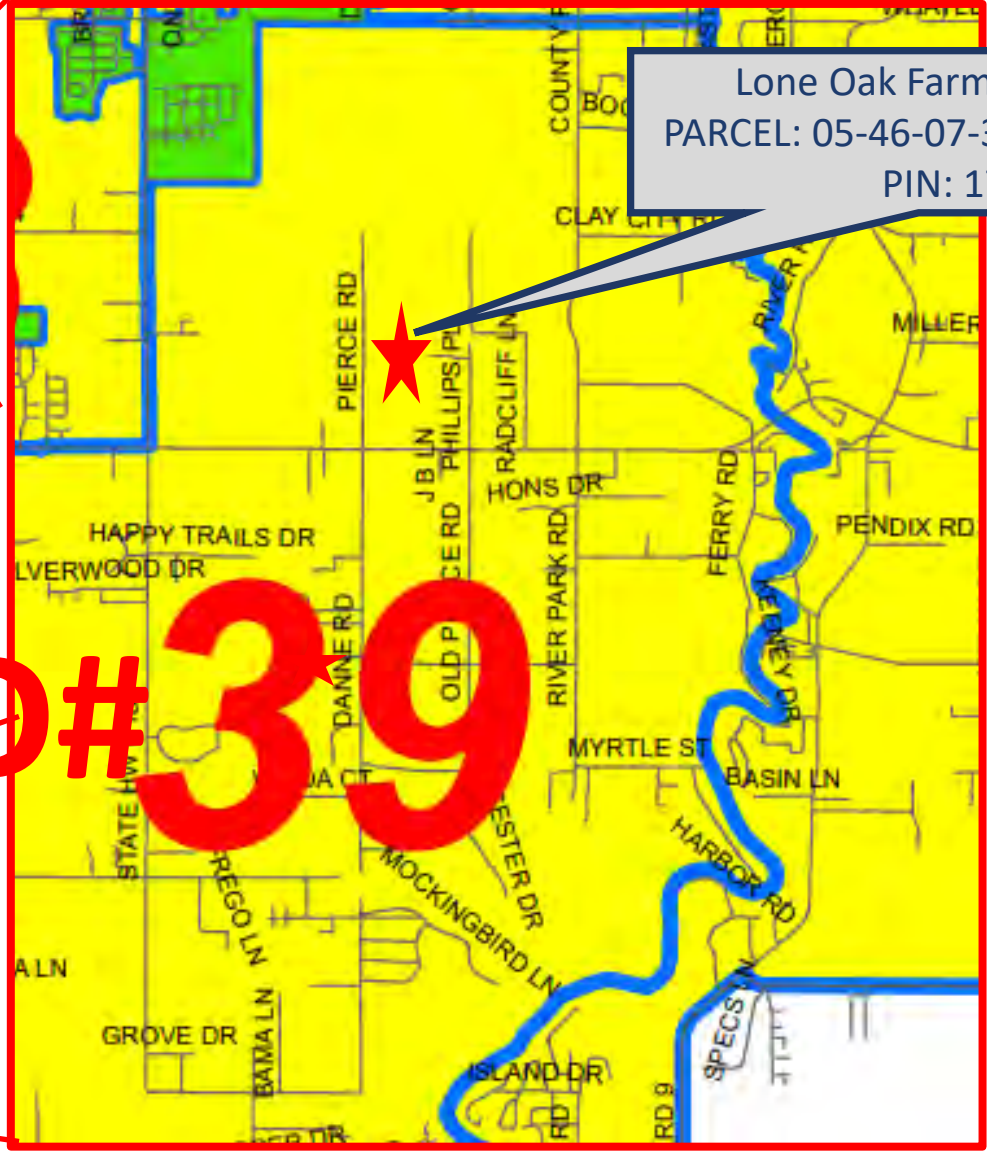 Lone Oak Farm
PARCEL: 05-46-07-3
PIN: 1
COUNTY
CLAY CITY RD
RIVER
MILLER
PIERCE RD
PHILLIPS
RADCLIFF LN
J B LN
HONS DR
FERRY RD
PENDIX RD
HAPPY TRAILS DR
LVERWOOD DR
RIVER PARK RD
DANNE RD
OLD P CE RD
KEENEY DR
#39
STATE HW
MYRTLE ST
BASIN LN
CT
ESTER DR
HARBOR RD
REGO LN
MOCKINGBIRD LN
A LN
GROVE DR
BAMA LN
SPECS LN
ISLAND DR
RD
RD 9